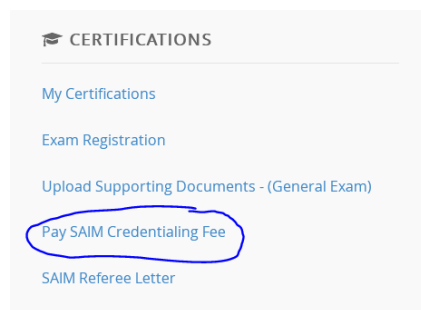 CERTIFICATIONS
My Certifications
Exam Registration
Upload Supporting Documents - (General Exam)
Pay SAIM Credentialing Fee
SAIM Referee Letter